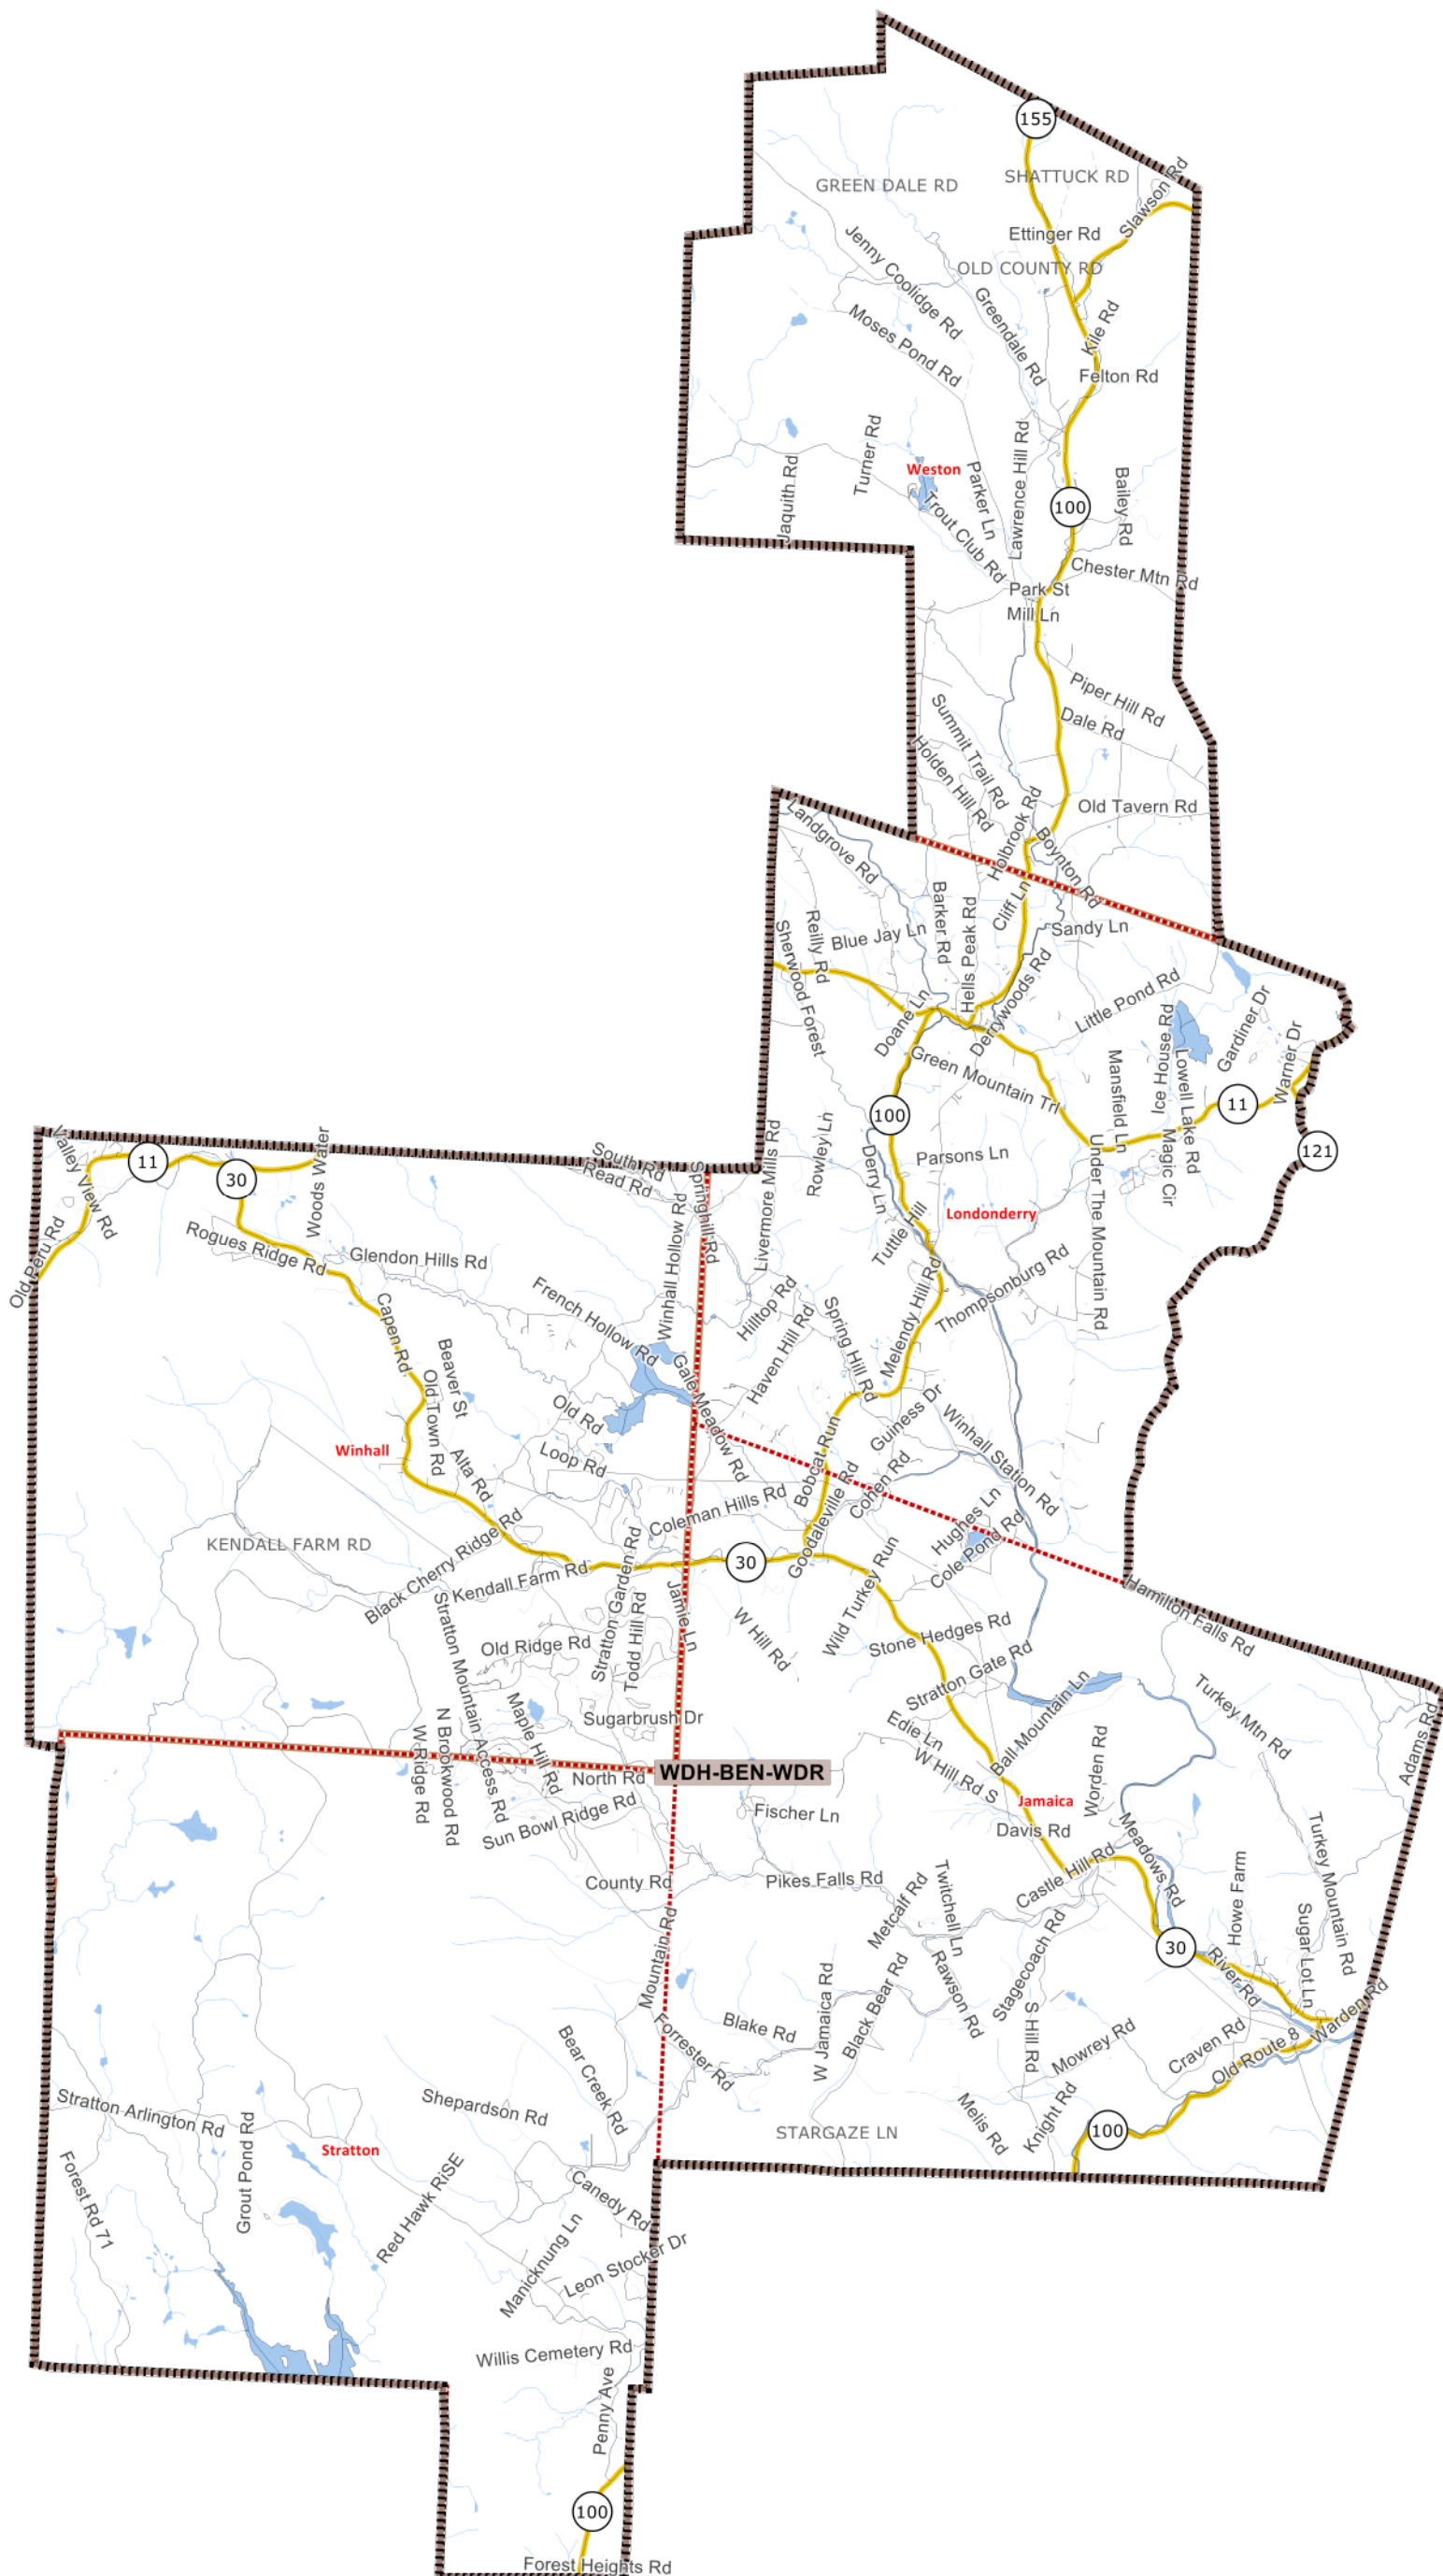 155
GREEN DALE RD
SHATTUCK RD
Slawson Rd
Ettinger Rd
Jenny Coolidge Rd
OLD COUNTY RD
Greendale Rd
Moses Pond Rd
Kile Rd
Felton Rd
Turner Rd
Jaquith Rd
Weston
Parker Ln
Lawrence Hill Rd
100
Bailey Rd
Trout Club Rd
Chester Mtn Rd
Park St
Mill Ln
Piper Hill Rd
Dale Rd
Summit Trail Rd
Holden Hill Rd
Old Tavern Rd
Holbrook Rd
Boynton Rd
Landgrove Rd
Barker Rd
Cliff Ln
Reilly Rd
Blue Jay Ln
Hells Peak Rd
Sandy Ln
Sherwood Forest
Derrywoods Rd
Little Pond Rd
Doane Ln
Ice House Rd
Gardiner Dr
Warner Dr
Green Mountain Trl
Mansfield Ln
Lowell Lake Rd
11
100
Magic Cir
121
Rowley Ln
Derry Ln
Parsons Ln
Under The Mountain Rd
Livermore Mills Rd
Valley View Rd
11
30
Woods Water
South Rd
Read Rd
Springhill Rd
Winhall Hollow Rd
Londonderry
Tuttle Hill
Old Peru Rd
Rogues Ridge Rd
Glendon Hills Rd
Thompsonburg Rd
Melendy Hill Rd
French Hollow Rd
Hilltop Rd
Haven Hill Rd
Spring Hill Rd
Capen Rd
Beaver St
Old Town Rd
Gale Meadow Rd
Old Rd
Guiness Dr
Winhall Station Rd
Winhall
Alta Rd
Loop Rd
Bobcat Run
Goodaleville Rd
Cohen Rd
Coleman Hills Rd
Hughes Ln
Cole Pond Rd
KENDALL FARM RD
Black Cherry Ridge Rd
30
Kendall Farm Rd
Stratton Garden Rd
Todd Hill Rd
Jamie Ln
Wild Turkey Run
Hamilton Falls Rd
W Hill Rd
Stone Hedges Rd
Stratton Mountain Access Rd
Old Ridge Rd
Stratton Gate Rd
Ball Mountain Ln
Turkey Mtn Rd
Adams Rd
Sugarbrush Dr
Maple Hill Rd
N Brookwood Rd
W Ridge Rd
Edie Ln
W Hill Rd S
Worden Rd
WDH-BEN-WDR
North Rd
Sun Bowl Ridge Rd
Fischer Ln
Jamaica
Davis Rd
Meadows Rd
Turkey Mountain Rd
County Rd
Pikes Falls Rd
Castle Hill Rd
Metcalf Rd
Twitchell Ln
Howe Farm
Sugar Lot Ln
Mountain Rd
Stagecoach Rd
30
River Rd
Rawson Rd
W Jamaica Rd
Black Bear Rd
Warden Rd
Blake Rd
Forrester Rd
S Hill Rd
Mowrey Rd
Craven Rd
Old Route 8
Bear Creek Rd
Knight Rd
Melis Rd
Stratton Arlington Rd
Shepardson Rd
STARGAZE LN
100
Grout Pond Rd
Stratton
Forest Rd 71
Red Hawk RiSE
Canedy Rd
Manicknung Ln
Leon Stocker Dr
Willis Cemetery Rd
Penny Ave
100
Forest Heights Rd